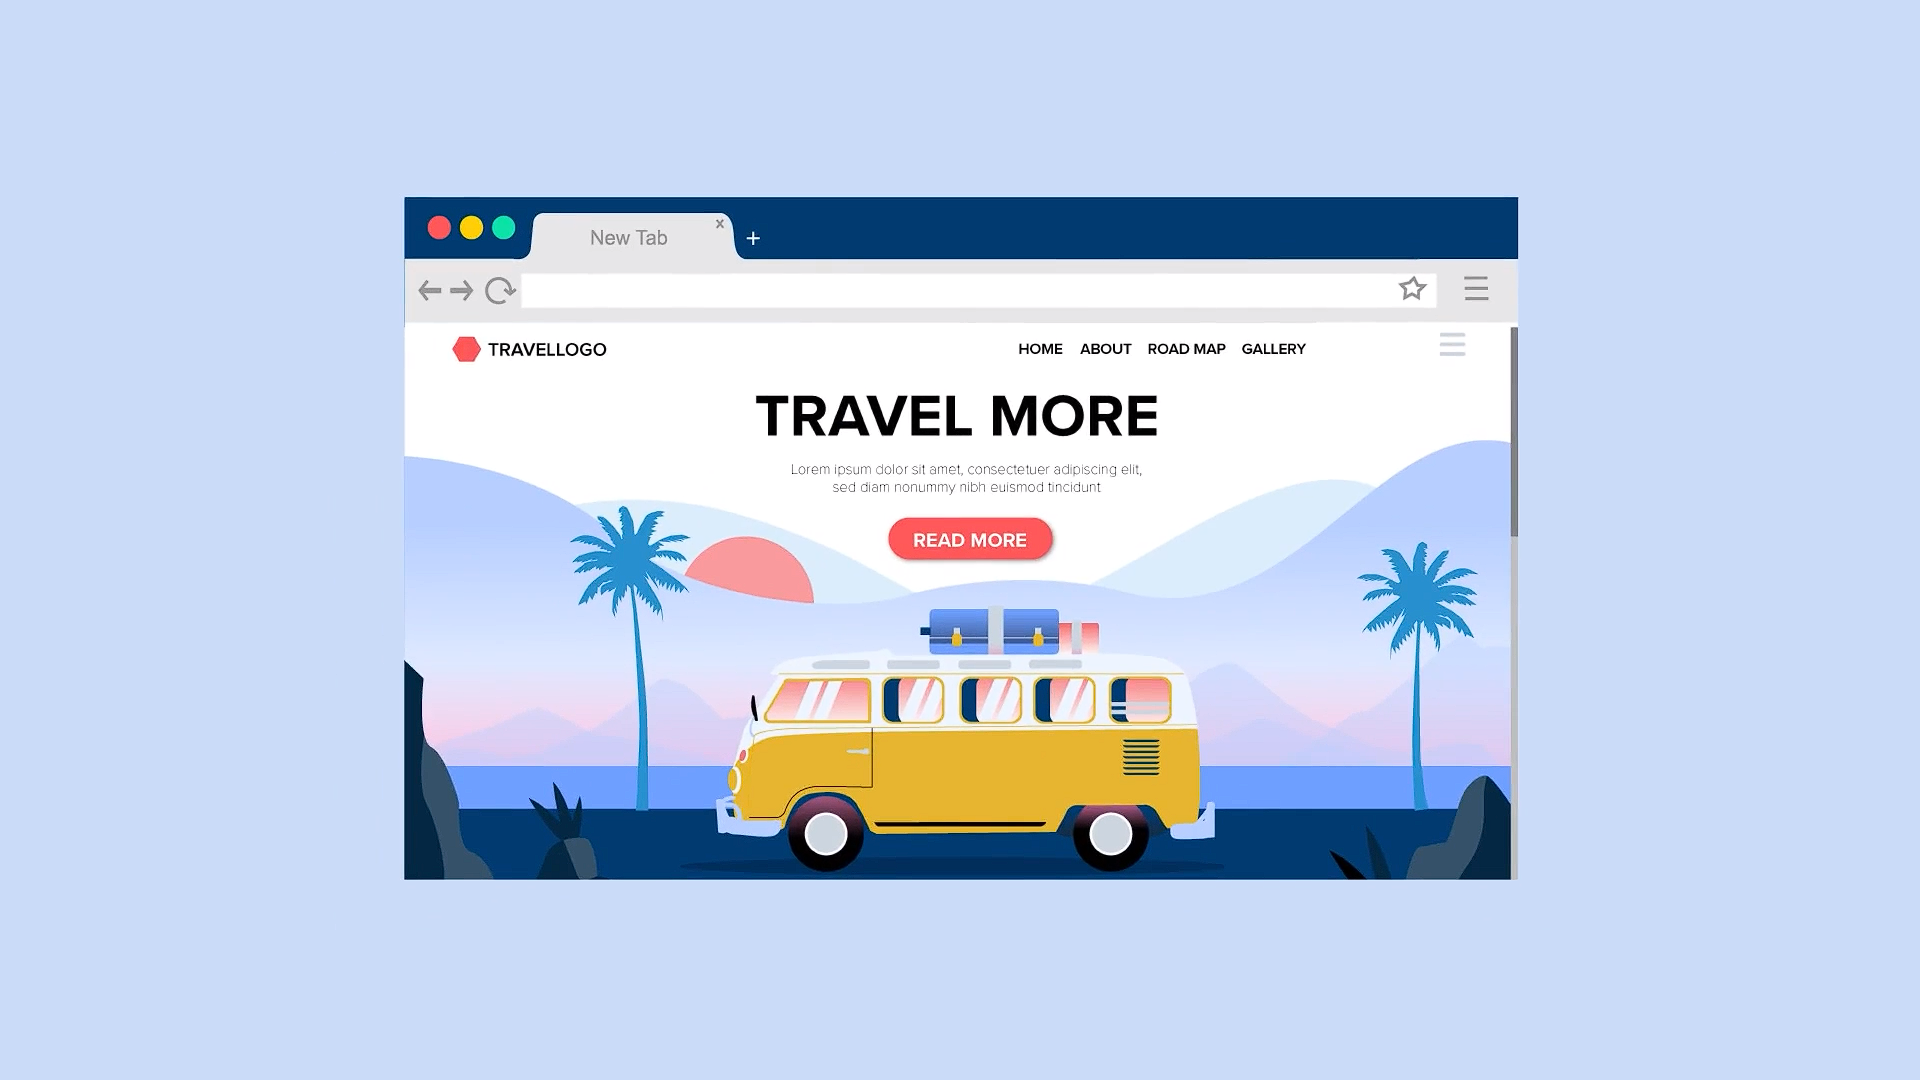 New Tab
TRAVELLOGO
HOME ABOUT ROAD MAP GALLERY
TRAVEL MORE
Lorem ipsum dolor sit amet, consectetuer adipiscing elit,
sed diam nonummy nibh euismod tincidunt
READ MORE